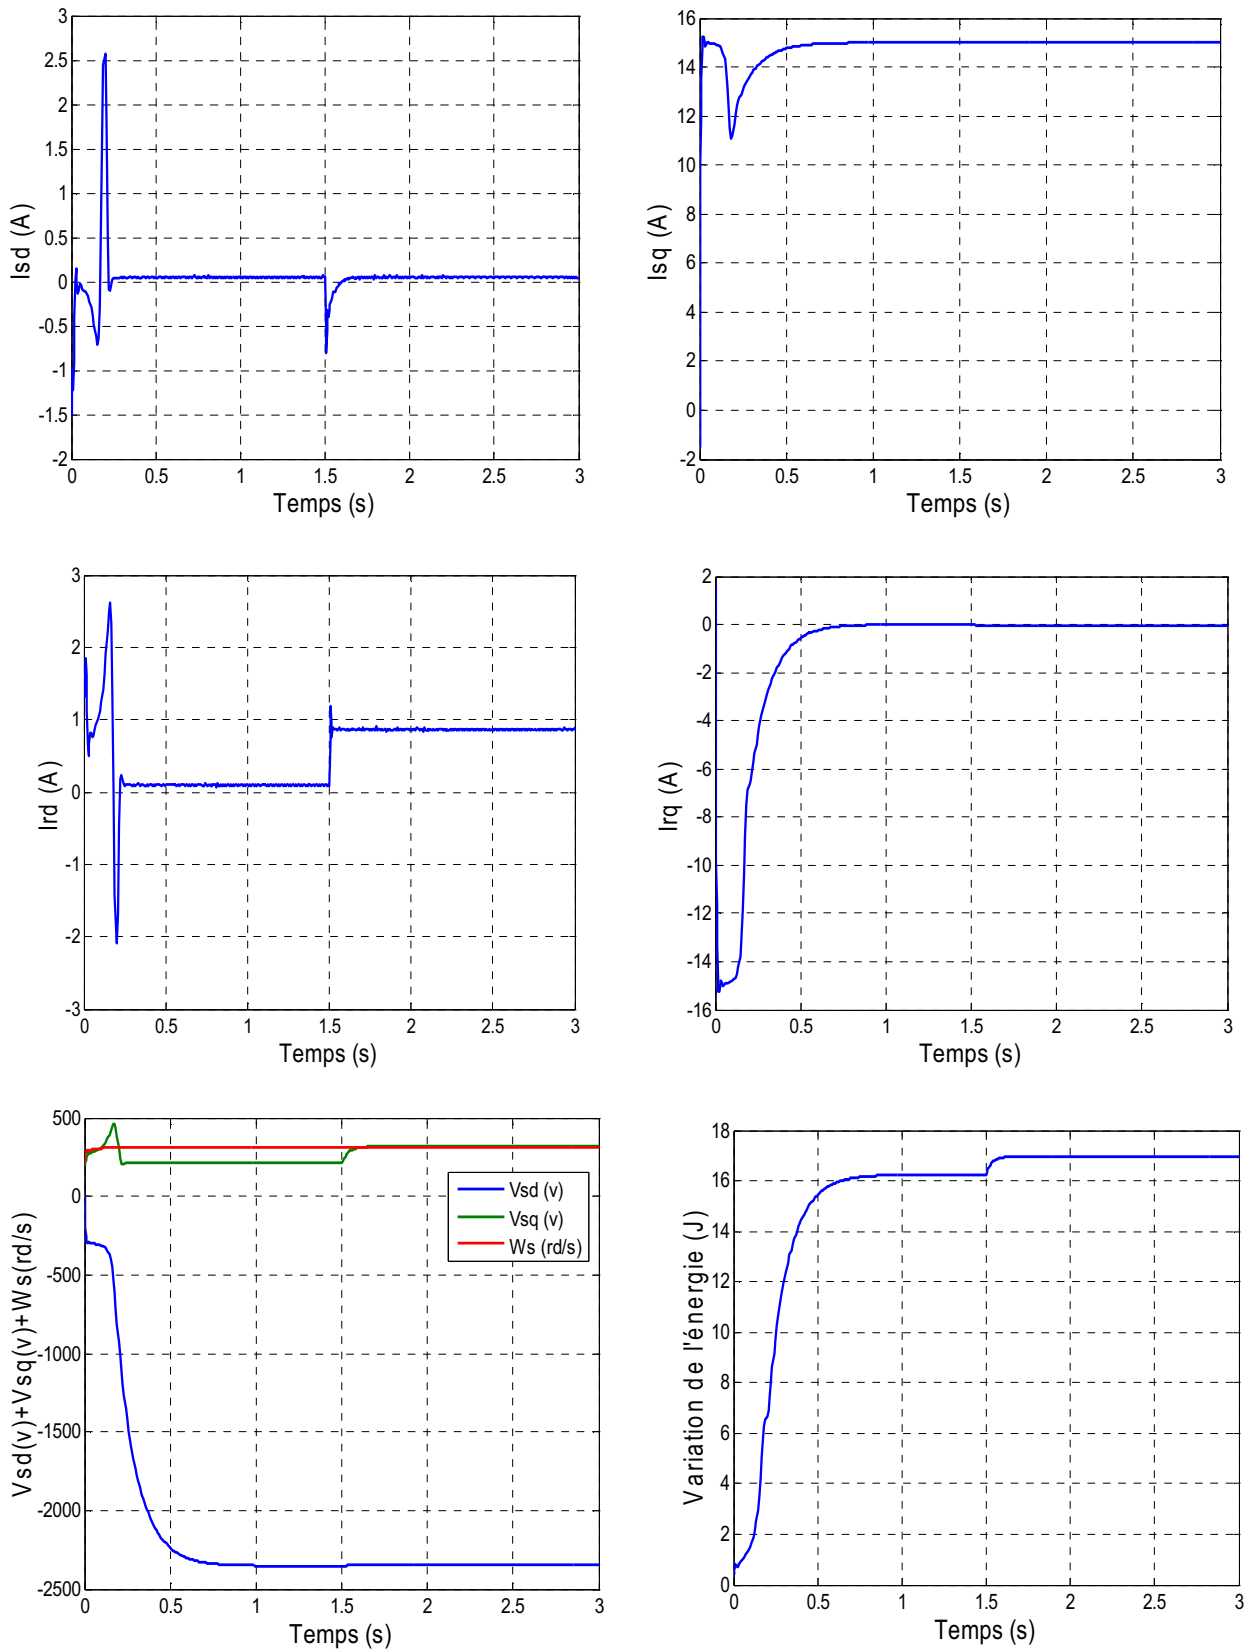 Isd (A)
3
2.5
2
1.5
1
0.5
0
-0.5
-1
-1.5
-2
0 0.5 1 1.5 2 2.5 3
Temps (s)
Isq (A)
16
14
12
10
8
6
4
2
0
-2
0 0.5 1 1.5 2 2.5 3
Temps (s)
Ird (A)
3
2
1
0
-1
-2
-3
0 0.5 1 1.5 2 2.5 3
Temps (s)
Irq (A)
2
0
-2
-4
-6
-8
-10
-12
-14
-16
0 0.5 1 1.5 2 2.5 3
Temps (s)
Vsd(v)+Vsq(v)+Ws(rd/s)
500
0
-500
-1000
-1500
-2000
-2500
0 0.5 1 1.5 2 2.5 3
Temps (s)
Vsd (v)
Vsq (v)
Ws (rd/s)
Variation de l'énergie (J)
18
16
14
12
10
8
6
4
2
0
0 0.5 1 1.5 2 2.5 3
Temps (s)